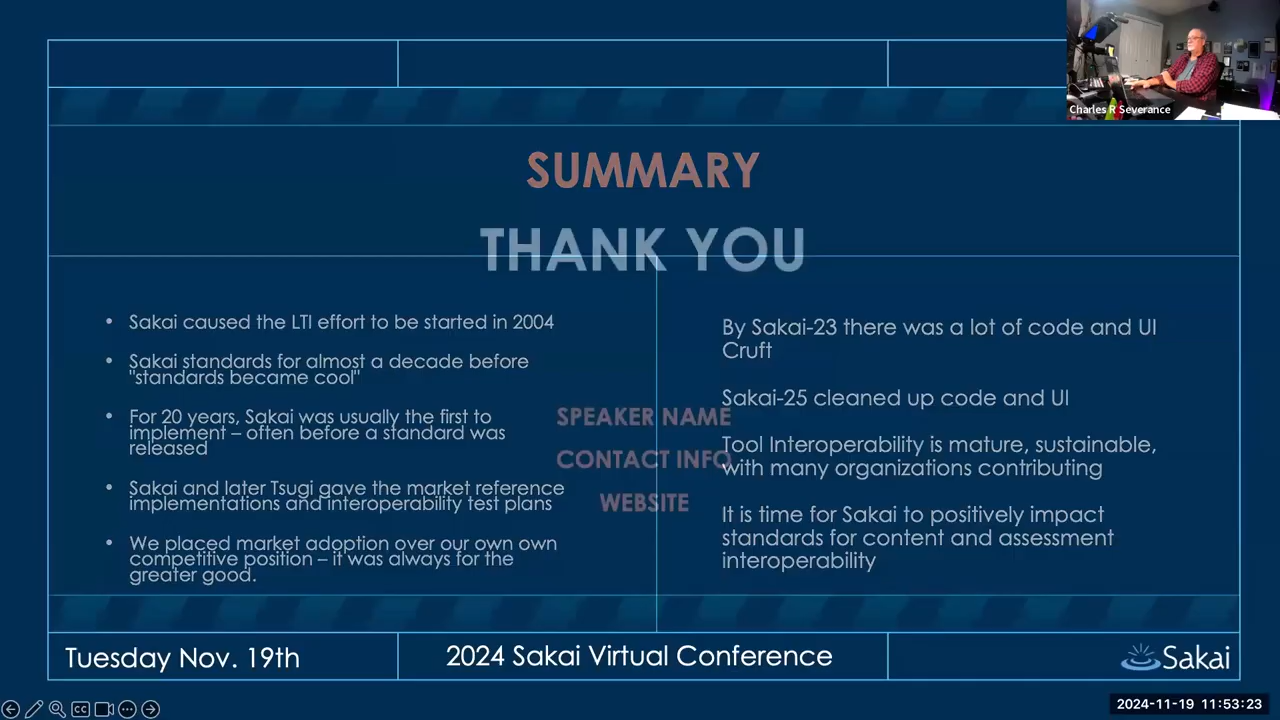 Charles R Severance
SUMMARY
THANK YOU
• Sakai caused the LTI effort to be started in 2004
• Sakai standards for almost a decade before
"standards became cool"
• For 20 years, Sakai was usually the first to
implement – often before a standard was
released
• Sakai and later Tsugi gave the market reference
implementations and interoperability test plans
• We placed market adoption over our own own
competitive position – it was always for the
greater good.
SPEAKER NAME
CONTACT INFO
WEBSITE
By Sakai-23 there was a lot of code and UI
Cruft
Sakai-25 cleaned up code and UI
Tool Interoperability is mature, sustainable,
with many organizations contributing
It is time for Sakai to positively impact
standards for content and assessment
interoperability
Tuesday Nov. 19th
2024 Sakai Virtual Conference
Sakai
CC
2024-11-19 11:53:23